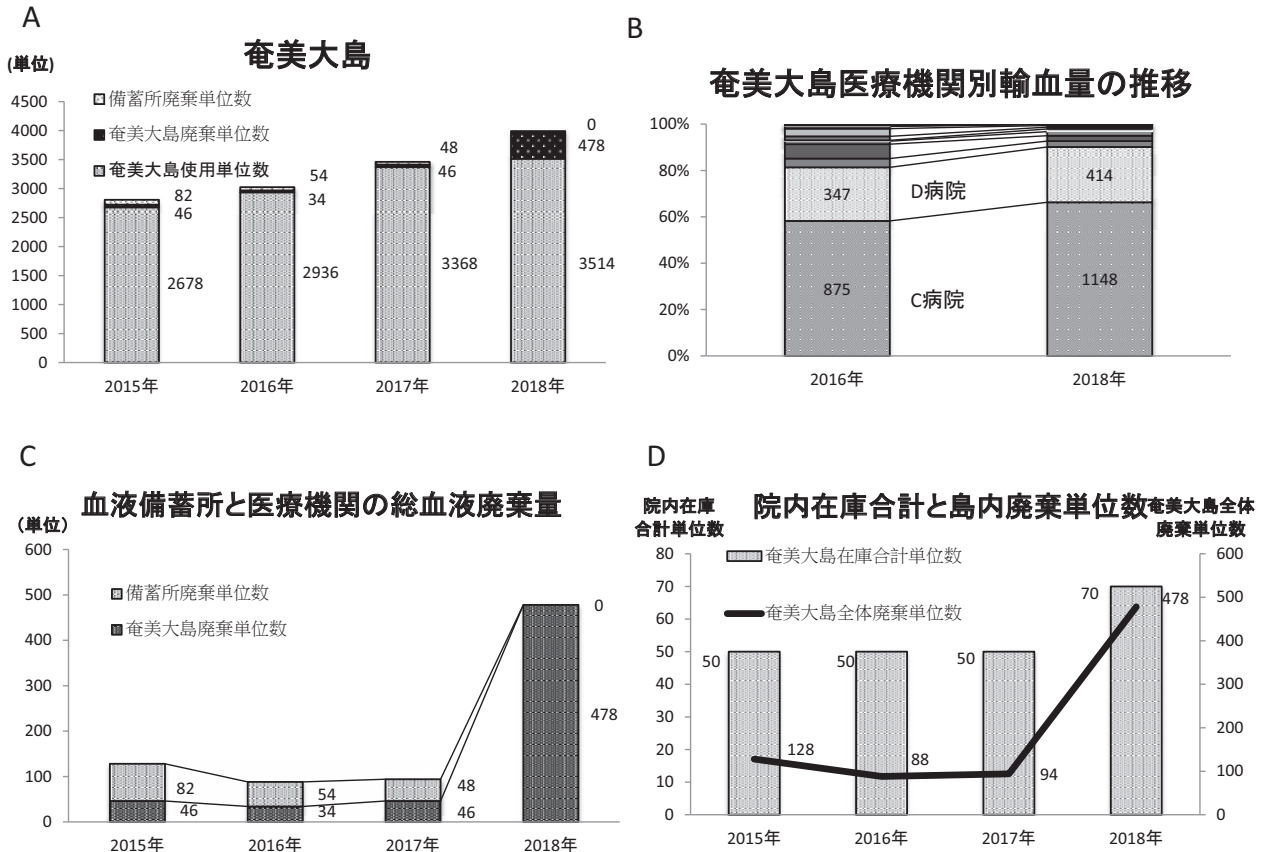 A
奄美大島
(単位)
4500
4000
3500
3000
2500
2000
1500
1000
500
0
備蓄所廃棄単位数
奄美大島廃棄単位数
奄美大島使用単位数
82
46
2678
54
34
2936
48
46
3368
0
478
3514
2015年
2016年
2017年
2018年
B
奄美大島医療機関別輸血量の推移
100%
80%
60%
40%
20%
0%
347
875
D病院
C病院
414
1148
2016年
2018年
C
血液備蓄所と医療機関の総血液廃棄量
(単位)
600
500
400
300
200
100
0
備蓄所廃棄単位数
奄美大島廃棄単位数
82
46
54
34
48
46
0
478
2015年
2016年
2017年
2018年
D
院内在庫合計と島内廃棄単位数
院内在庫
合計単位数
奄美大島全体
廃棄単位数
80
70
60
50
40
30
20
10
0
奄美大島在庫合計単位数
奄美大島全体廃棄単位数
50
50
50
70
128
88
94
478
600
500
400
300
200
100
0
2015年
2016年
2017年
2018年